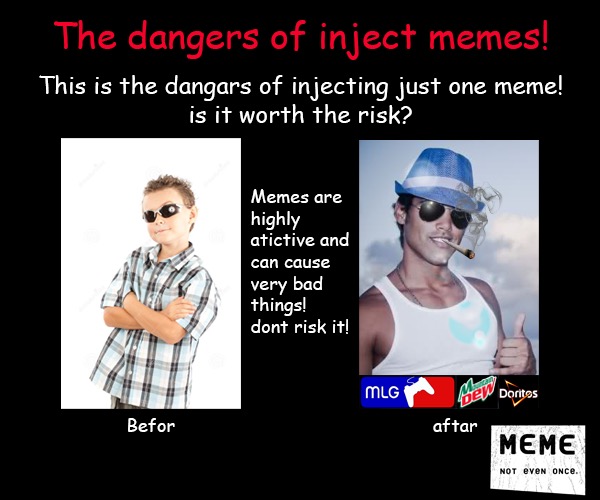 The dangers of inject memes!
This is the dangars of injecting just one meme!
is it worth the risk?
Memes are
highly
atictive and
can cause
very bad
things!
dont risk it!
MLG
Mountain
Dew
Doritos
Befor
aftar
MEME
NOT EVEN ONCE.